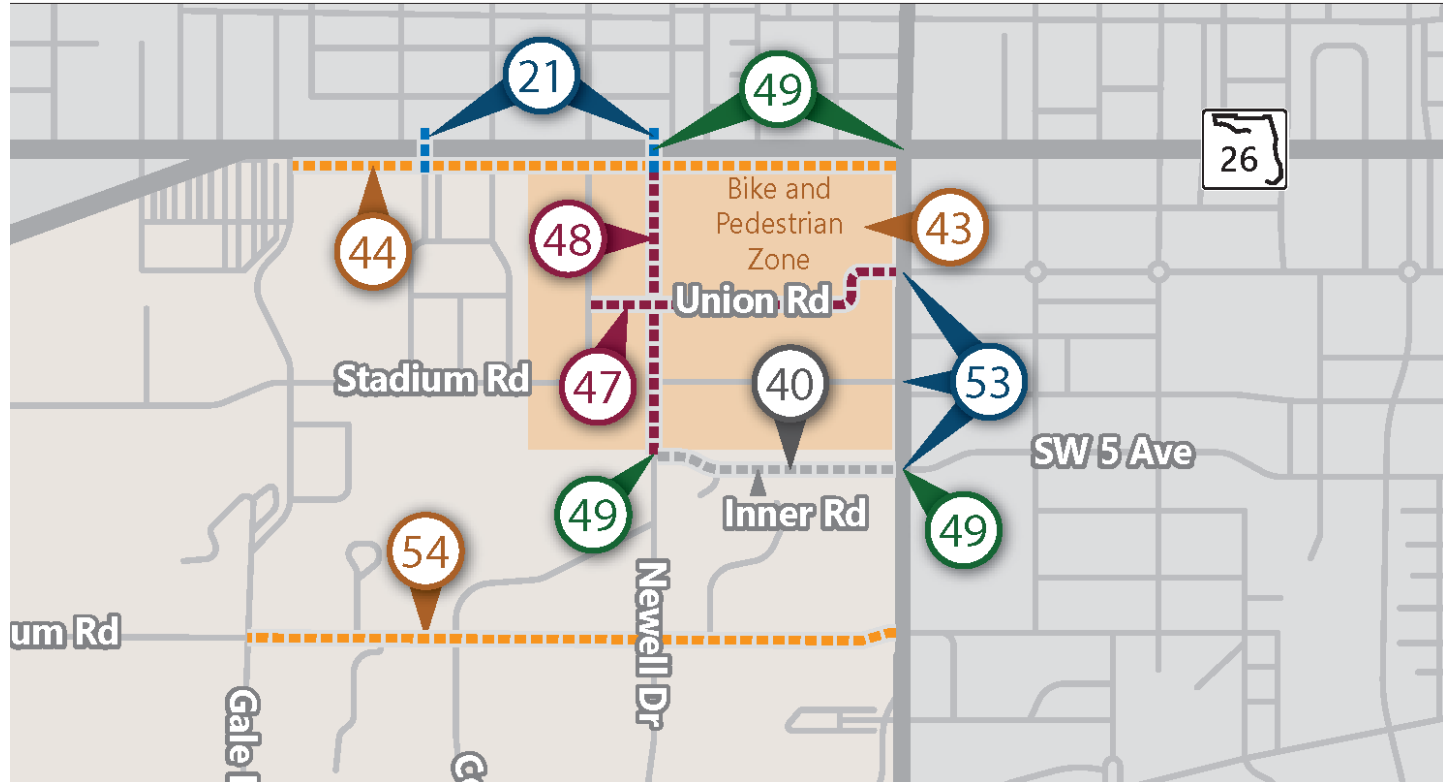 21
49
26
Bike and
Pedestrian
Zone
43
48
44
Union Rd
Stadium Rd
47
40
53
SW 5 Ave
49
Inner Rd
49
54
Newell Dr
um Rd
Gale